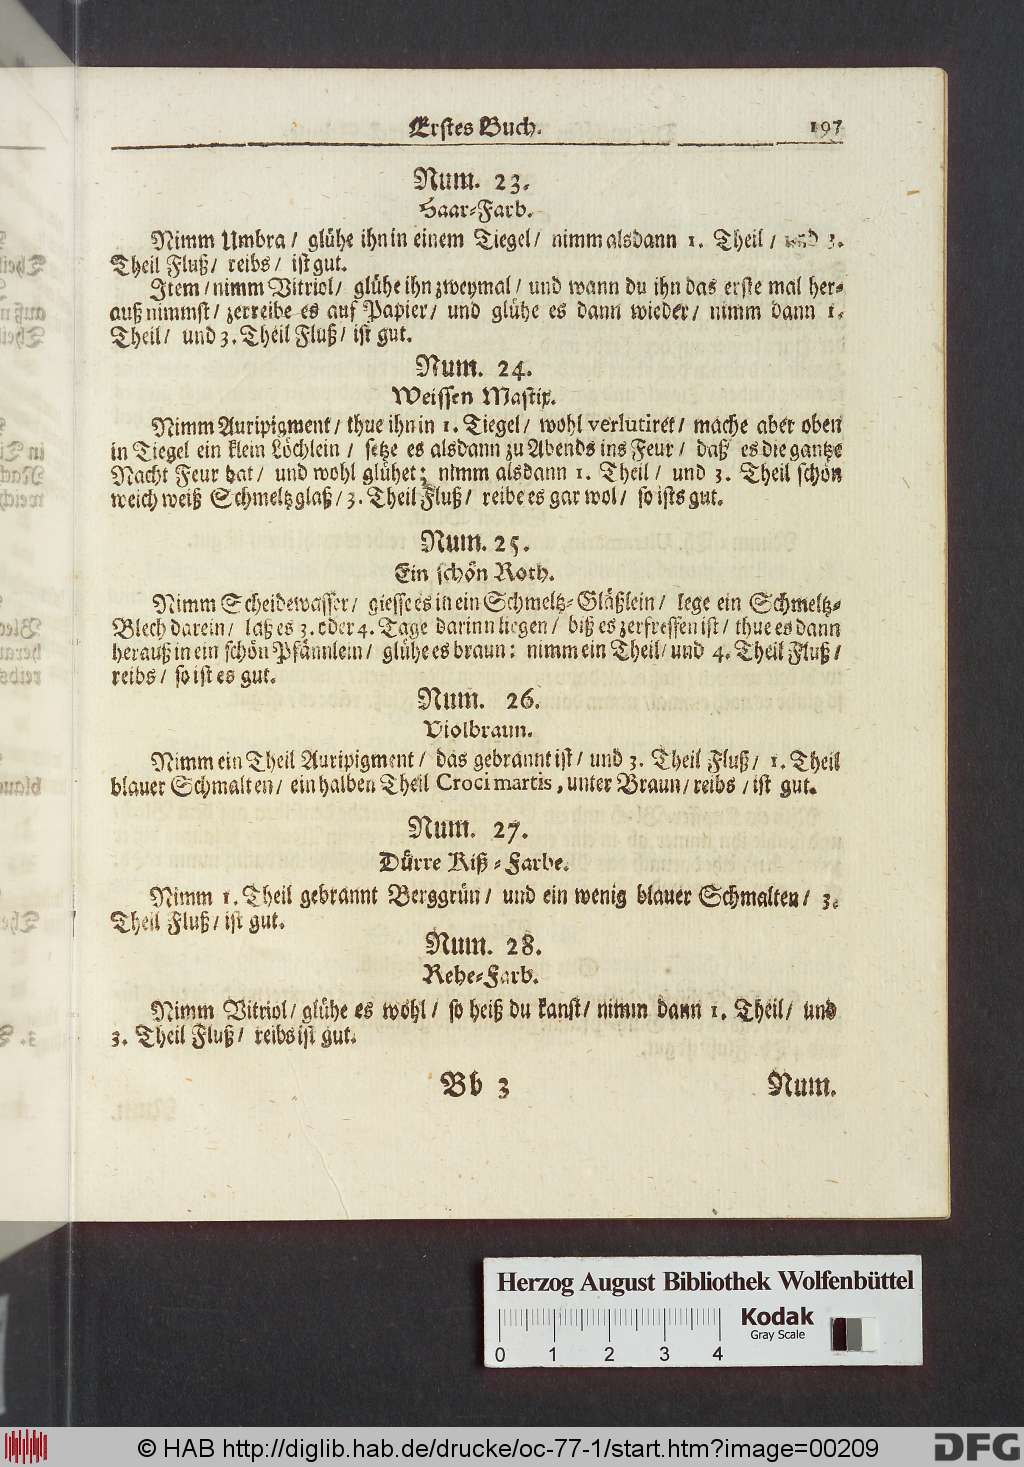 Erstes Buch. 197
Num. 23.
Haar-Farb.
Nimm Umbra / glühe ihn in einem Tiegel / nimm alsdann 1. Theil / und 3.
Theil Fluß / reibs / ist gut.
Item / nimm Vitriol / glühe ihn zweymal / und wann du ihn das erste mal her-
auß nimmst / zerreibe es auf Papier / und glühe es dann wieder / nimm dann 1.
Theil / und 3. Theil Fluß / ist gut.
Num. 24.
Weissen Mastix.
Nimm Auripigment / thue ihn in 1. Tiegel / wohl verlutiret / mache aber oben
in Tiegel ein klein Löchlein / setze es alsdann zu Abends ins Feur / daß es die gantze
Nacht Feur hat / und wohl glühet; nimm alsdann 1. Theil / und 3. Theil schön
weich weiß Schmeltzglaß / 3. Theil Fluß / reibe es gar wol / so ists gut.
Num. 25.
Ein schön Roth.
Nimm Scheidewasser / giesse es in ein Schmeltz-Gläßlein / lege ein Schmeltz-
Blech darein / laß es 3. oder 4. Tage darinn liegen / biß es zerfressen ist / thue es dann
herauß in ein schön Pfännlein / glühe es braun: nimm ein Theil / und 4. Theil Fluß /
reibs / so ist es gut.
Num. 26.
Violbraun.
Nimm ein Theil Auripigment / das gebrannt ist / und 3. Theil Fluß / 1. Theil
blauer Schmalten / ein halben Theil Croci martis, unter Braun / reibs / ist gut.
Num. 27.
Dürre Riß-Farbe.
Nimm 1. Theil gebrannt Berggrün / und ein wenig blauer Schmalten / 3.
Theil Fluß / ist gut.
Num. 28.
Rehe-Farb.
Nimm Vitriol / glühe es wohl / so heiß du kanst / nimm dann 1. Theil / und
3. Theil Fluß / reibs ist gut.
Bb 3 Num.
Herzog August Bibliothek Wolfenbüttel
Kodak
Gray Scale
0 1 2 3 4
© HAB http://diglib.hab.de/drucke/oc-77-1/start.htm?image=00209
DFG